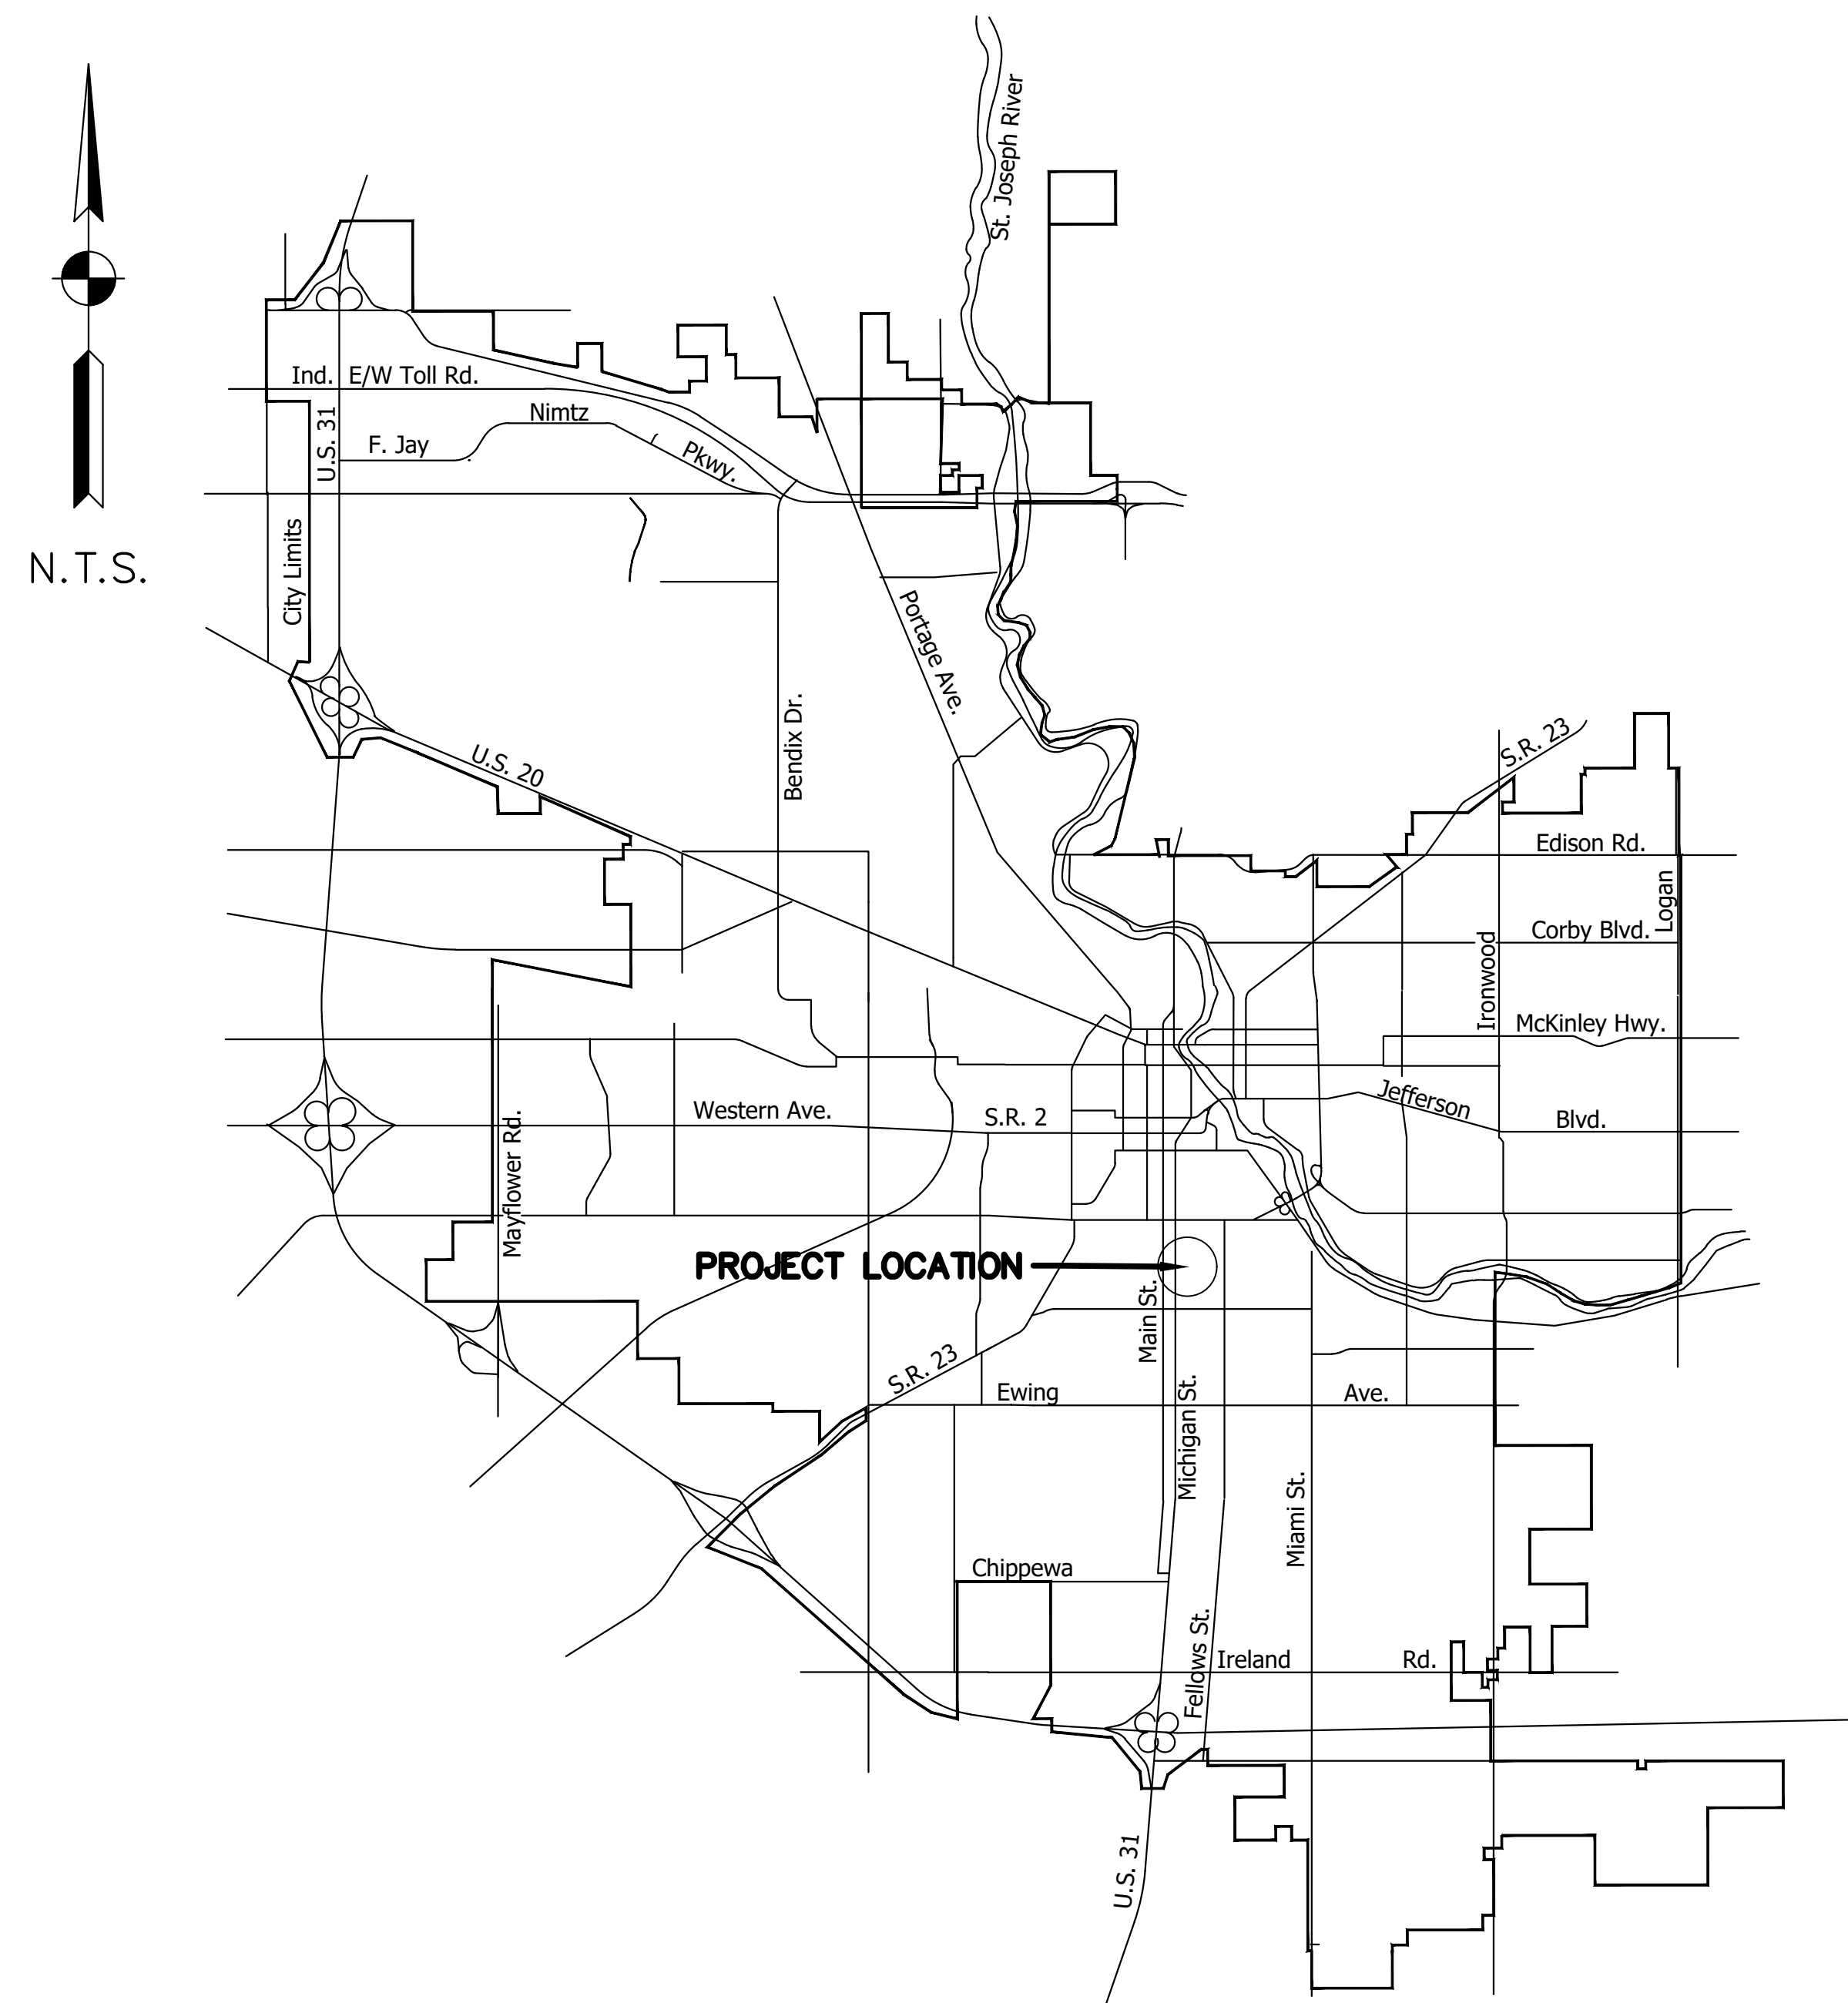 St. Joseph River
Ind. E/W Toll Rd.
U.S. 31
Nimtz
F. Jay
Pkwy.
City Limits
N.T.S.
Portage Ave.
Bendix Dr.
U.S. 20
S.R. 23
Edison Rd.
Logan
Corby Blvd.
Ironwood
McKinley Hwy.
Jefferson
Blvd.
Western Ave.
S.R. 2
Mayflower Rd.
PROJECT LOCATION
Main St.
S.R. 23
Ewing
Ave.
Michigan St.
Miami St.
Chippewa
Fellows St.
Ireland
Rd.
U.S. 31